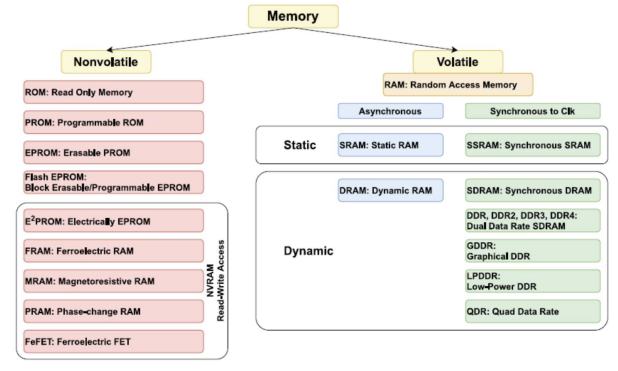 Memory
Nonvolatile
ROM: Read Only Memory
PROM: Programmable ROM
EPROM: Erasable PROM
Flash EPROM:
Block Erasable/Programmable EPROM
E²PROM: Electrically EPROM
FRAM: Ferroelectric RAM
MRAM: Magnetoresistive RAM
PRAM: Phase-change RAM
FeFET: Ferroelectric FET
NVRAM
Read-Write Access
Volatile
RAM: Random Access Memory
Asynchronous
Synchronous to Clk
Static
SRAM: Static RAM
SSRAM: Synchronous SRAM
Dynamic
DRAM: Dynamic RAM
SDRAM: Synchronous DRAM
DDR, DDR2, DDR3, DDR4:
Dual Data Rate SDRAM
GDDR:
Graphical DDR
LPDDR:
Low-Power DDR
QDR: Quad Data Rate